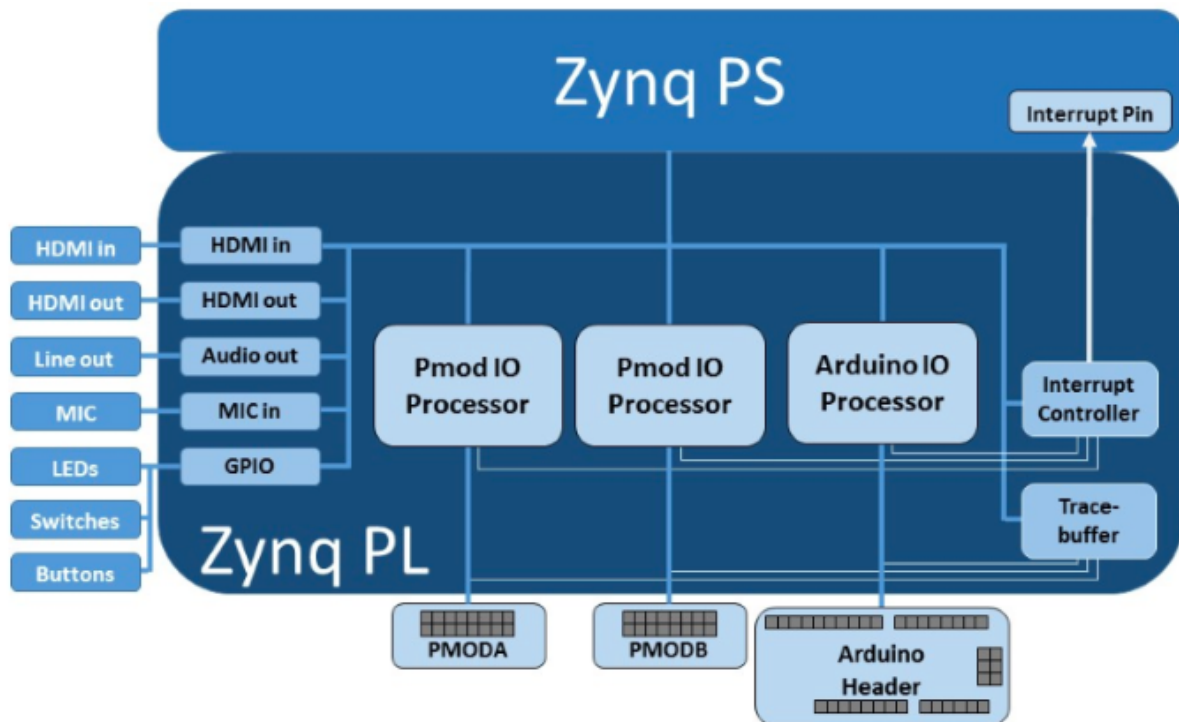 Zynq PS
Interrupt Pin
HDMI in
HDMI in
HDMI out
HDMI out
Line out
Audio out
MIC
MIC in
LEDs
GPIO
Switches
Buttons
Pmod IO
Processor
Pmod IO
Processor
Arduino IO
Processor
Interrupt
Controller
Trace-
buffer
Zynq PL
PMODA
PMODB
Arduino
Header